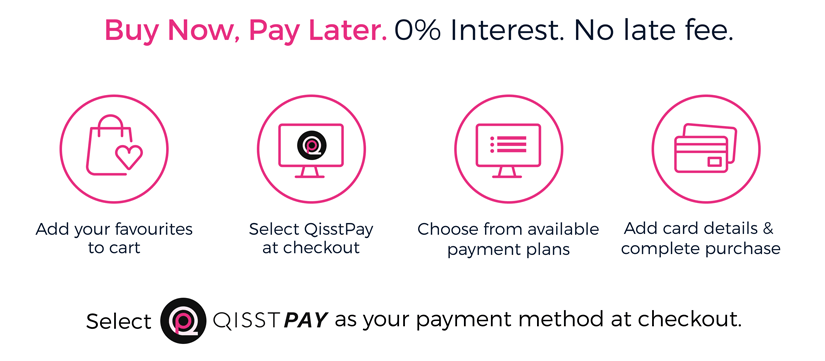 Buy Now, Pay Later. 0% Interest. No late fee.
Add your favourites
to cart
Select QisstPay
at checkout
Choose from available
payment plans
Add card details &
complete purchase
Select QISSTPAY as your payment method at checkout.